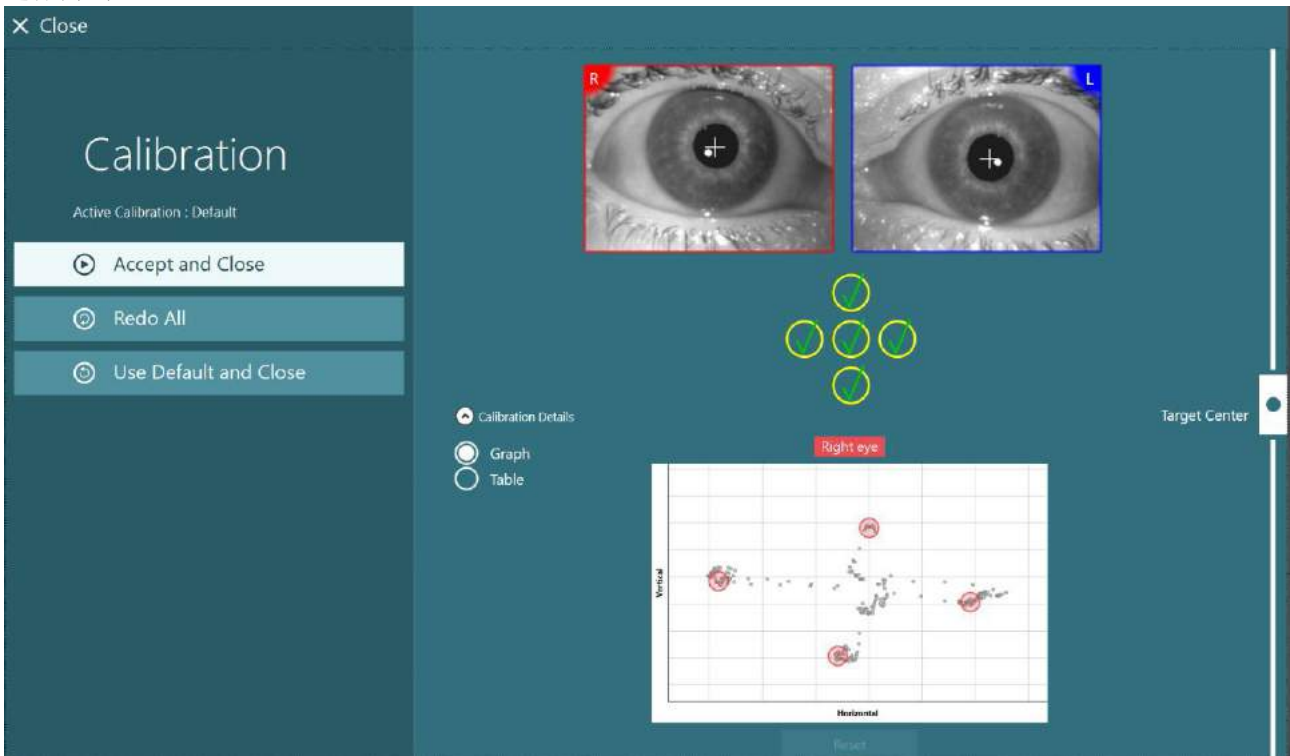 Close
R
L
Calibration
Active Calibration : Default
Accept and Close
Redo All
Use Default and Close
Calibration Details
Target Center
Right eye
Graph
Table
Vertical
Horizontal
Reset